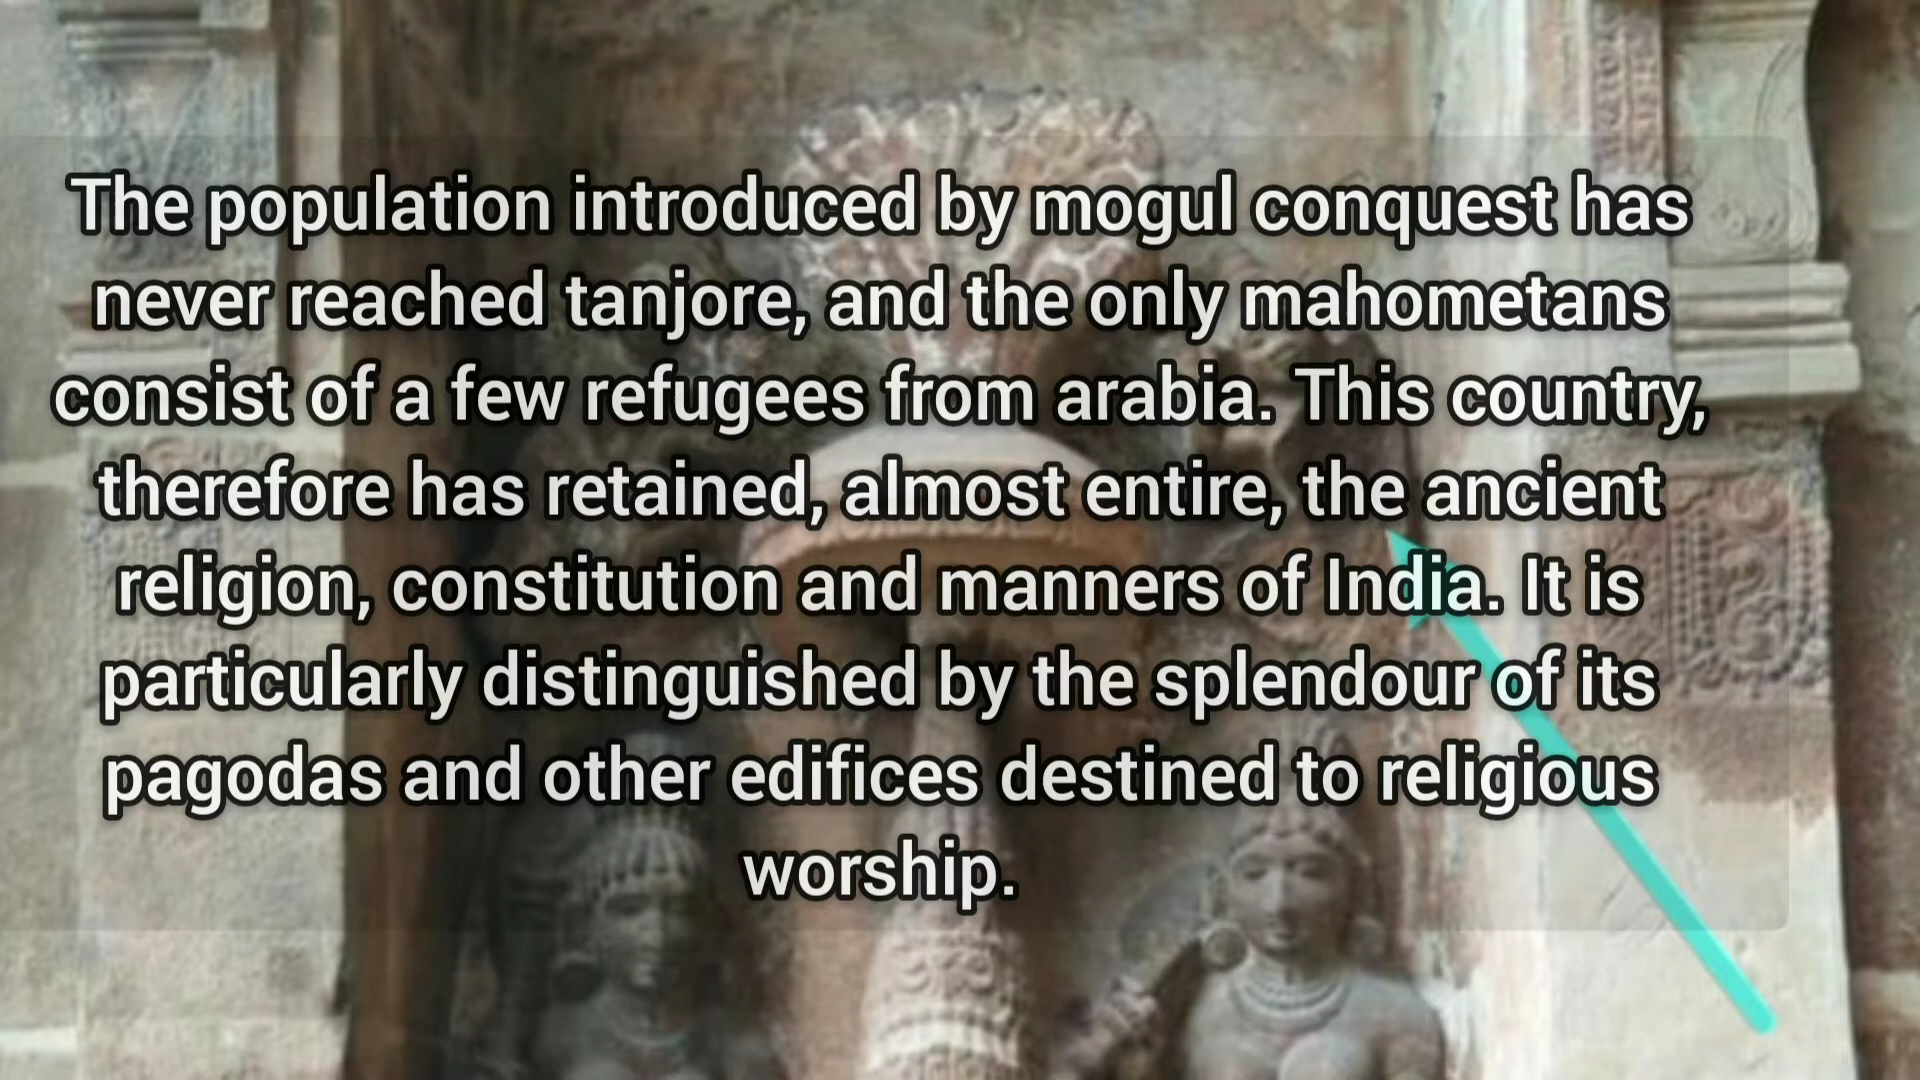 The population introduced by mogul conquest has
never reached tanjore, and the only mahometans
consist of a few refugees from arabia. This country,
therefore has retained, almost entire, the ancient
religion, constitution and manners of India. It is
particularly distinguished by the splendour of its
pagodas and other edifices destined to religious
worship.